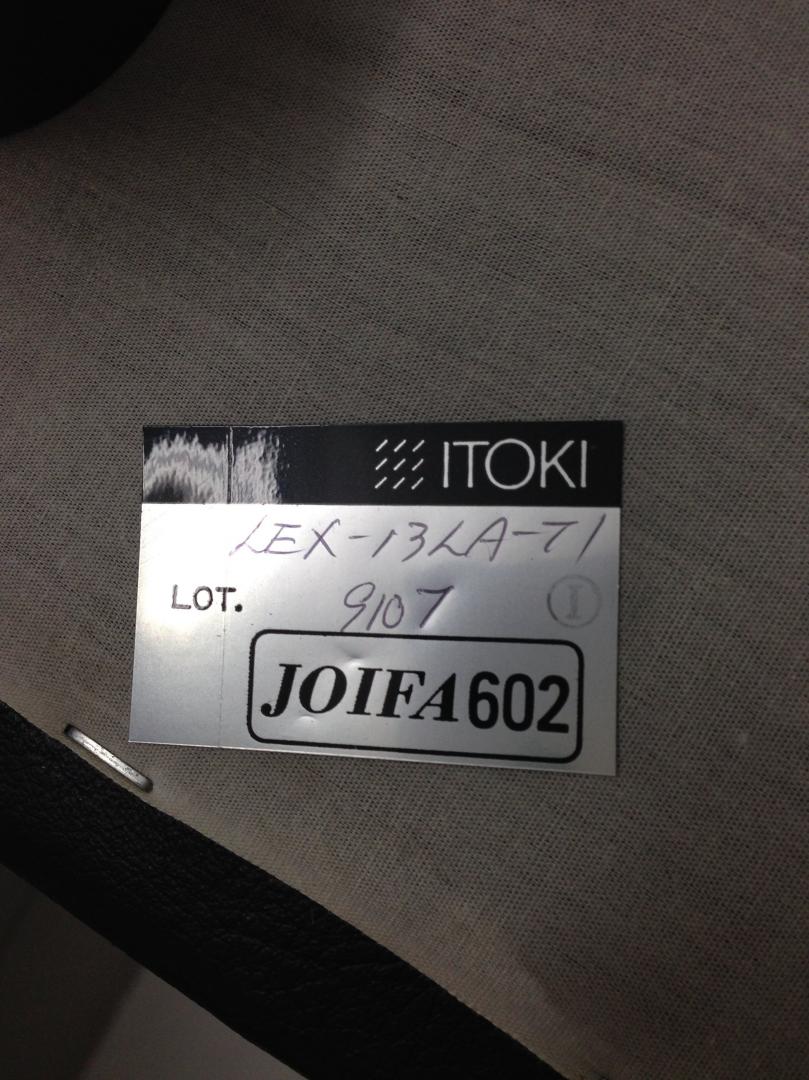 ITOKI
LEX-13LA-T1
LOT. 9107 I
JOIFA602